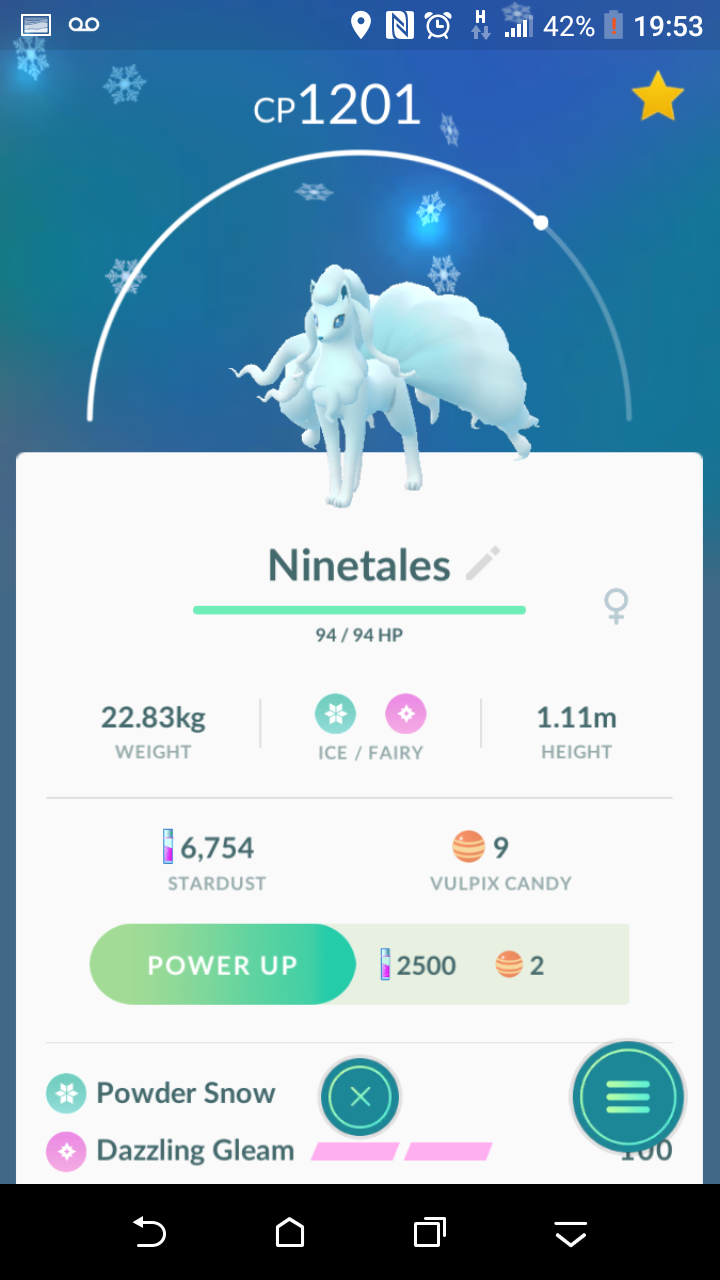 H 42% 19:53
CP1201
Ninetales
94 / 94 HP
22.83kg
WEIGHT
ICE / FAIRY
1.11m
HEIGHT
6,754
STARDUST
9
VULPIX CANDY
POWER UP 2500 2
Powder Snow
Dazzling Gleam 100